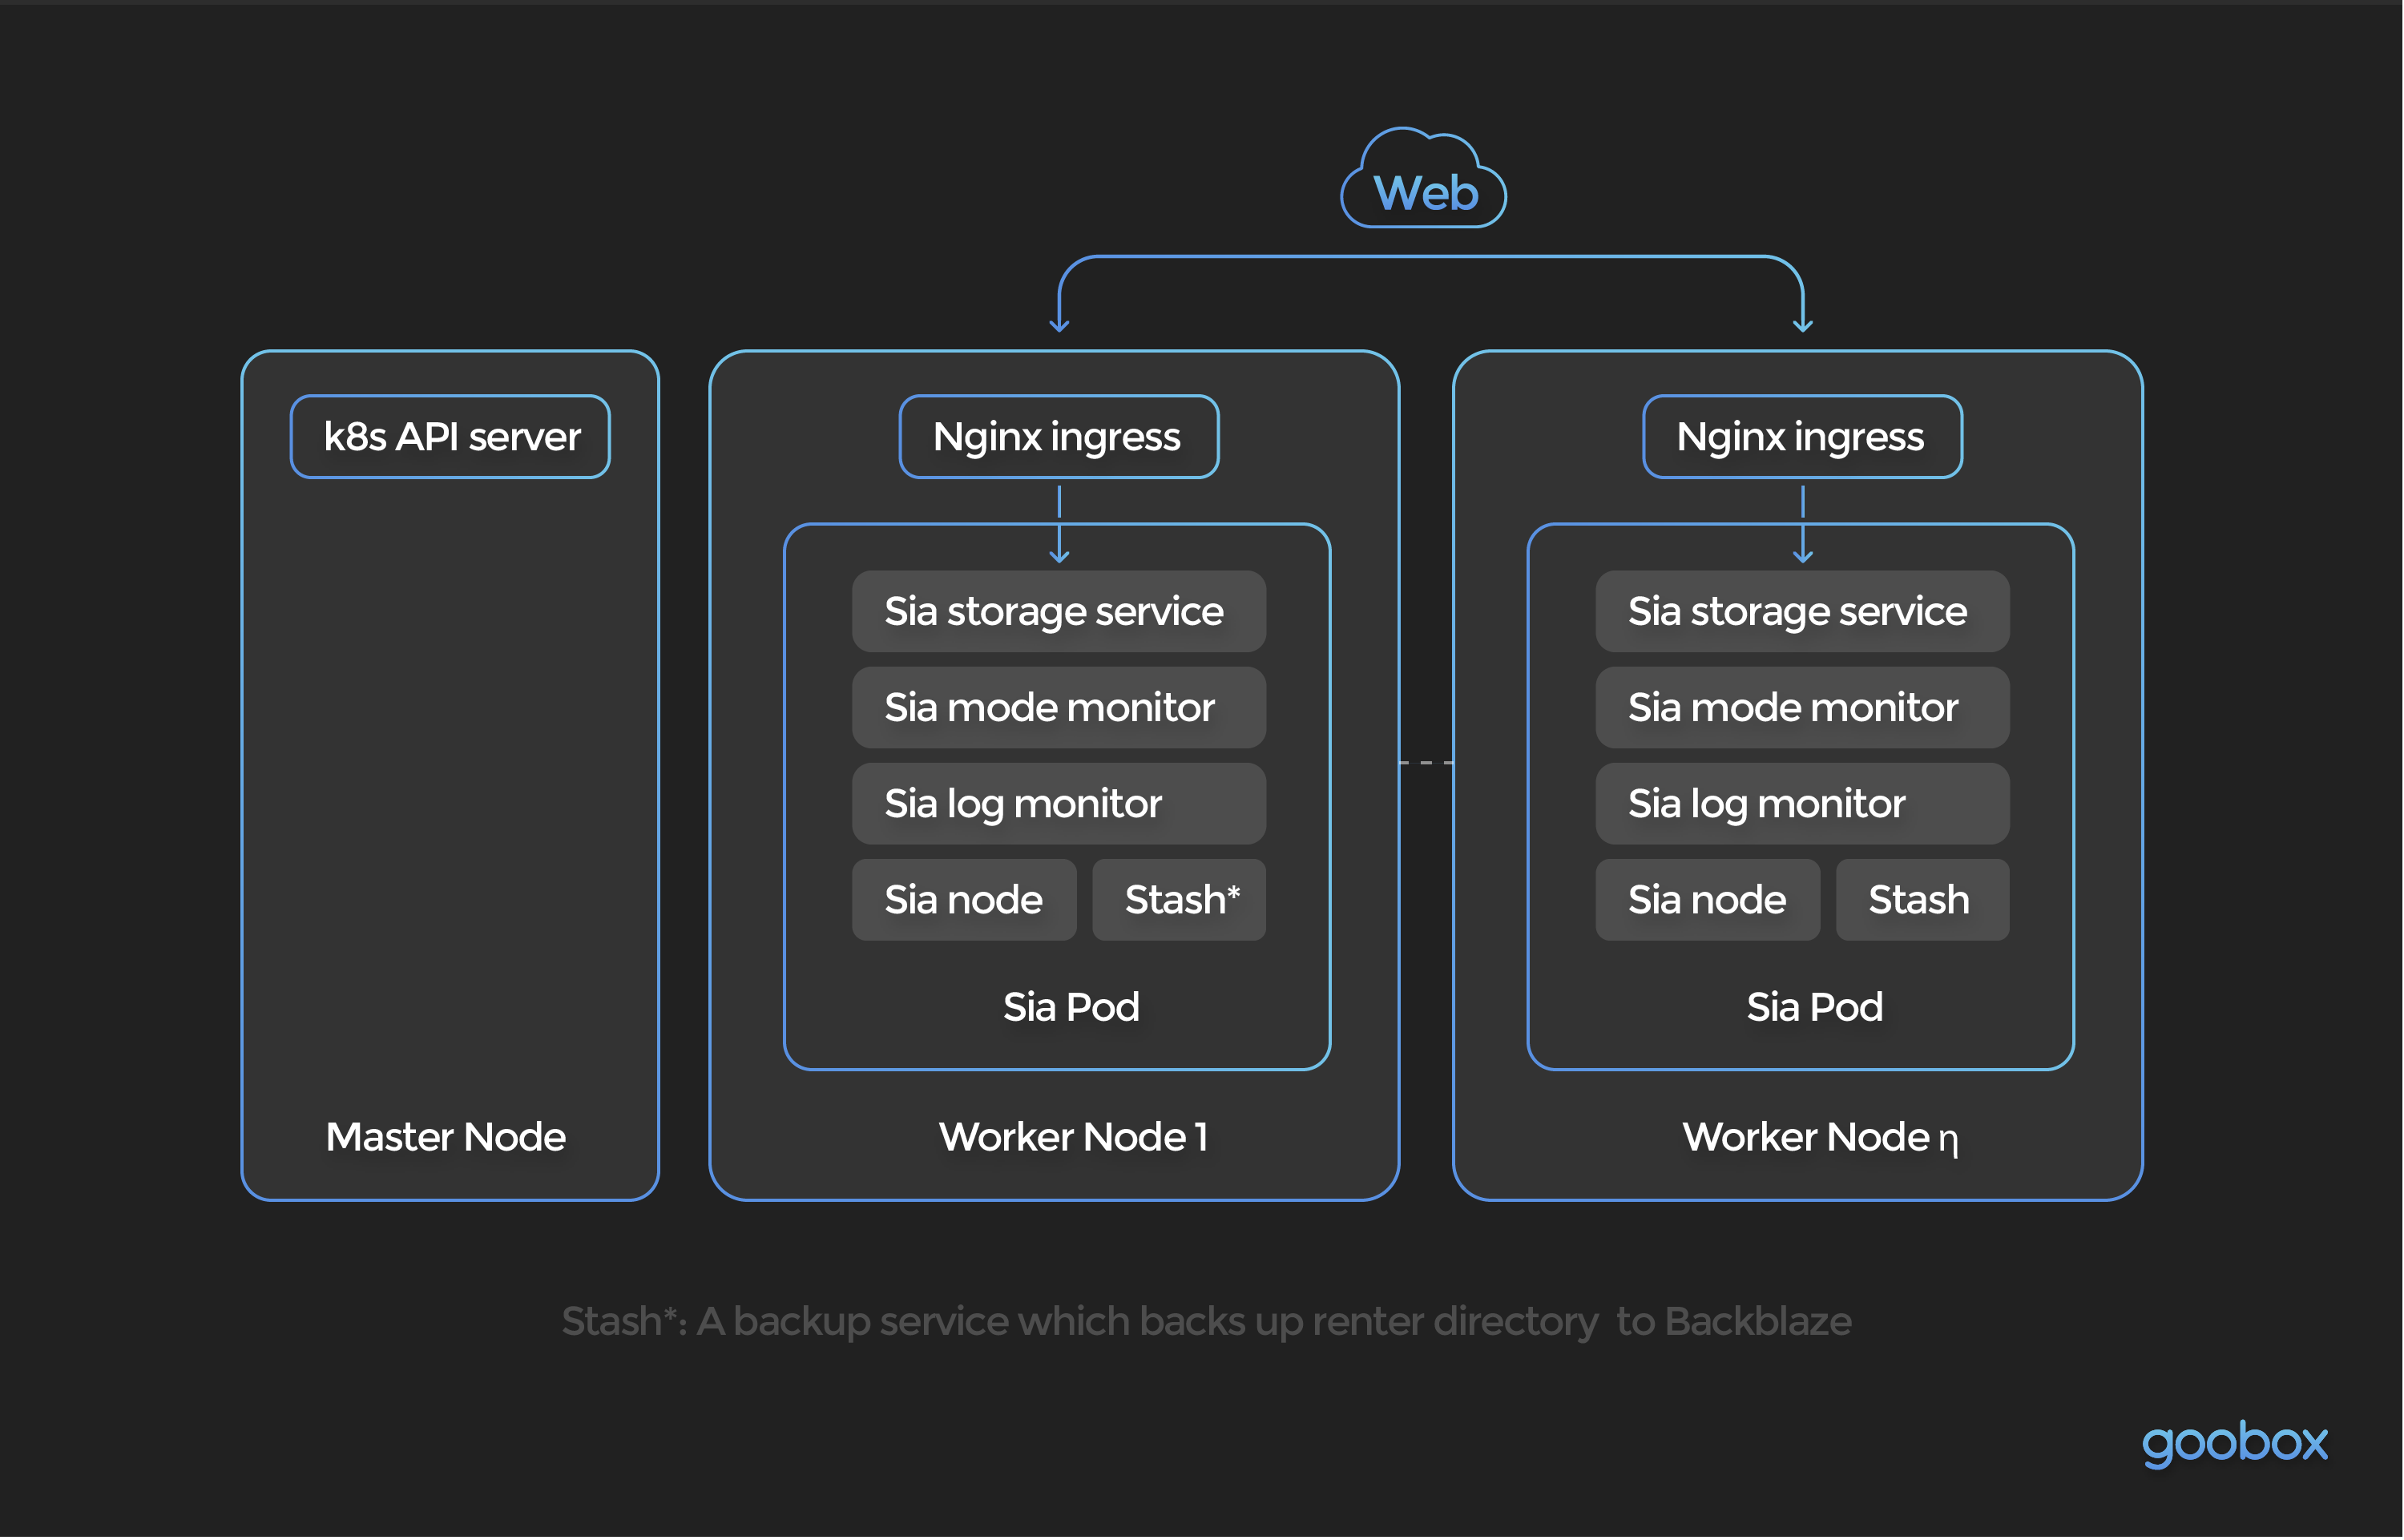 Web
K8s API server
Master Node
Nginx ingress
Sia storage service
Sia mode monitor
Sia log monitor
Sia node
Stash*
Sia Pod
Worker Node 1
Nginx ingress
Sia storage service
Sia mode monitor
Sia log monitor
Sia node
Stash
Sia Pod
Worker Node η
Stash*: A backup service which backs up renter directory to Backblaze
goobox